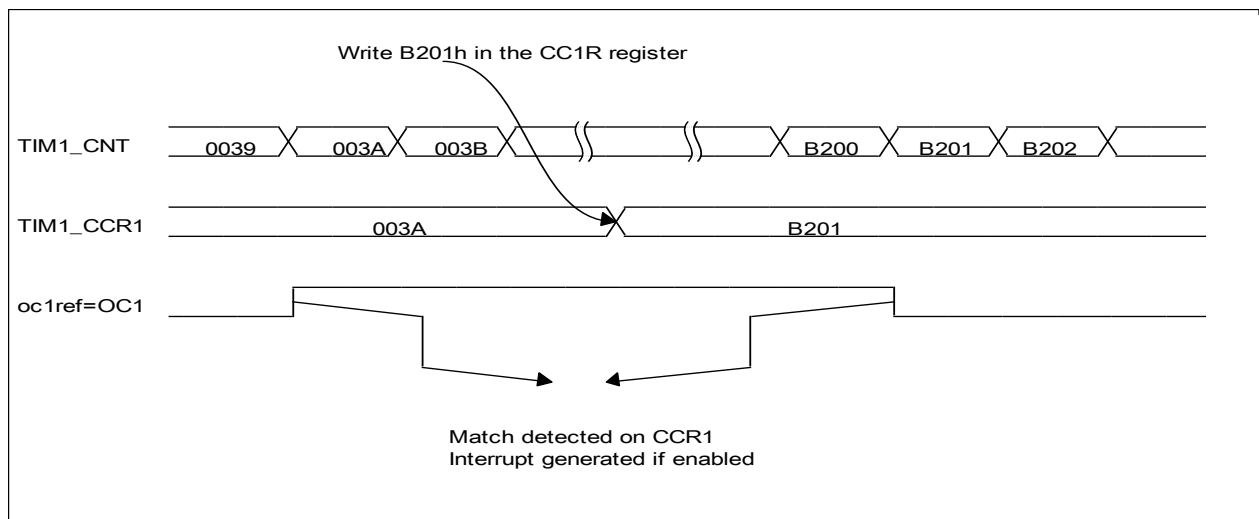 Write B201h in the CC1R register
TIM1_CNT 0039 003A 003B B200 B201 B202
TIM1_CCR1 003A B201
oc1ref=OC1
Match detected on CCR1
Interrupt generated if enabled